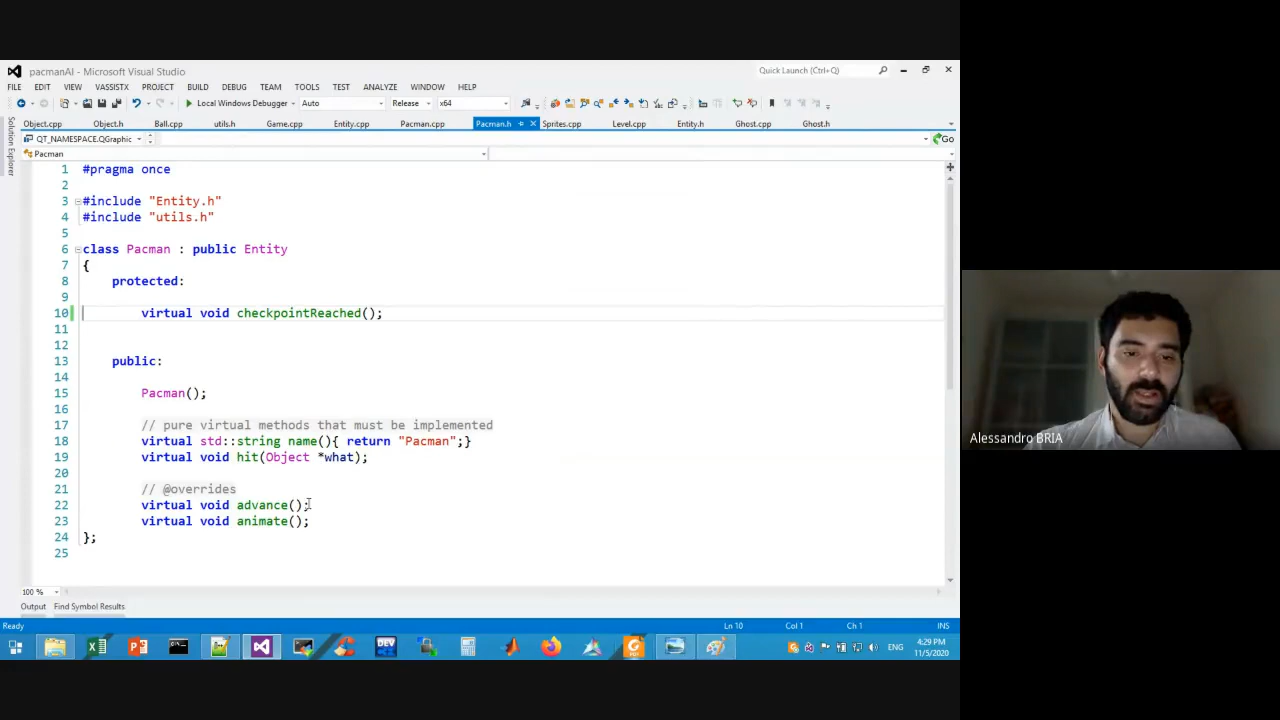 pacmanAI - Microsoft Visual Studio
Quick Launch (Ctrl+Q)
FILE EDIT VIEW VASSISTX PROJECT BUILD DEBUG TEAM TOOLS TEST ANALYZE WINDOW HELP
Local Windows Debugger Auto Release x64
Object.cpp Object.h Ball.cpp utils.h Game.cpp Entity.cpp Pacman.cpp Pacman.h Sprites.cpp Level.cpp Entity.h Ghost.cpp Ghost.h
Solution Explorer
QT_NAMESPACE.QGraphic Go
Pacman
1 #pragma once
2
3 #include "Entity.h"
4 #include "utils.h"
5
6 class Pacman : public Entity
7 {
8 protected:
9
10 virtual void checkpointReached();
11
12
13 public:
14
15 Pacman();
16
17 // pure virtual methods that must be implemented
18 virtual std::string name(){ return "Pacman";}
19 virtual void hit(Object *what);
20
21 // @overrides
22 virtual void advance();
23 virtual void animate();
24 };
25
100 %
Output Find Symbol Results
Ready Ln 10 Col 1 Ch 1 INS
DEV
PDF
ENG
4:29 PM
11/5/2020
Alessandro BRIA